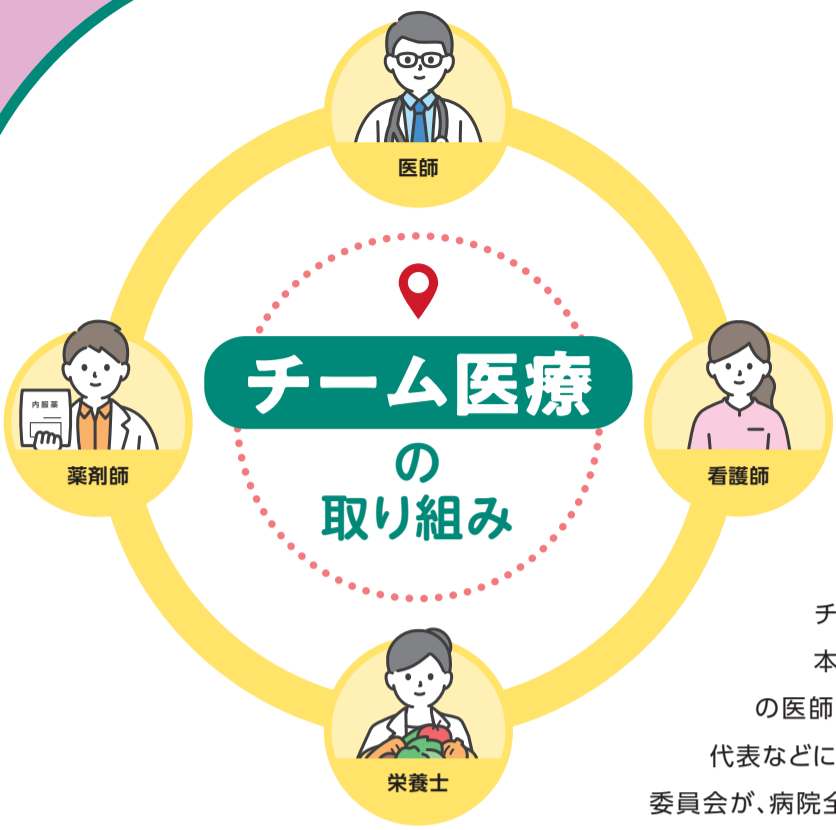 医師
チーム医療
の
取り組み
内服薬
薬剤師
看護師
栄養士
チ
本
の医師
代表などに
委員会が、病院全